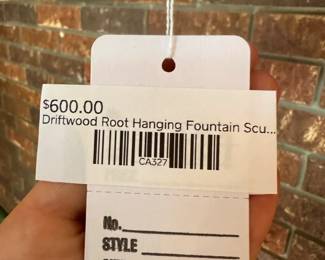 $600.00
Driftwood Root Hanging Fountain Scu...
CA327
No.
STYLE